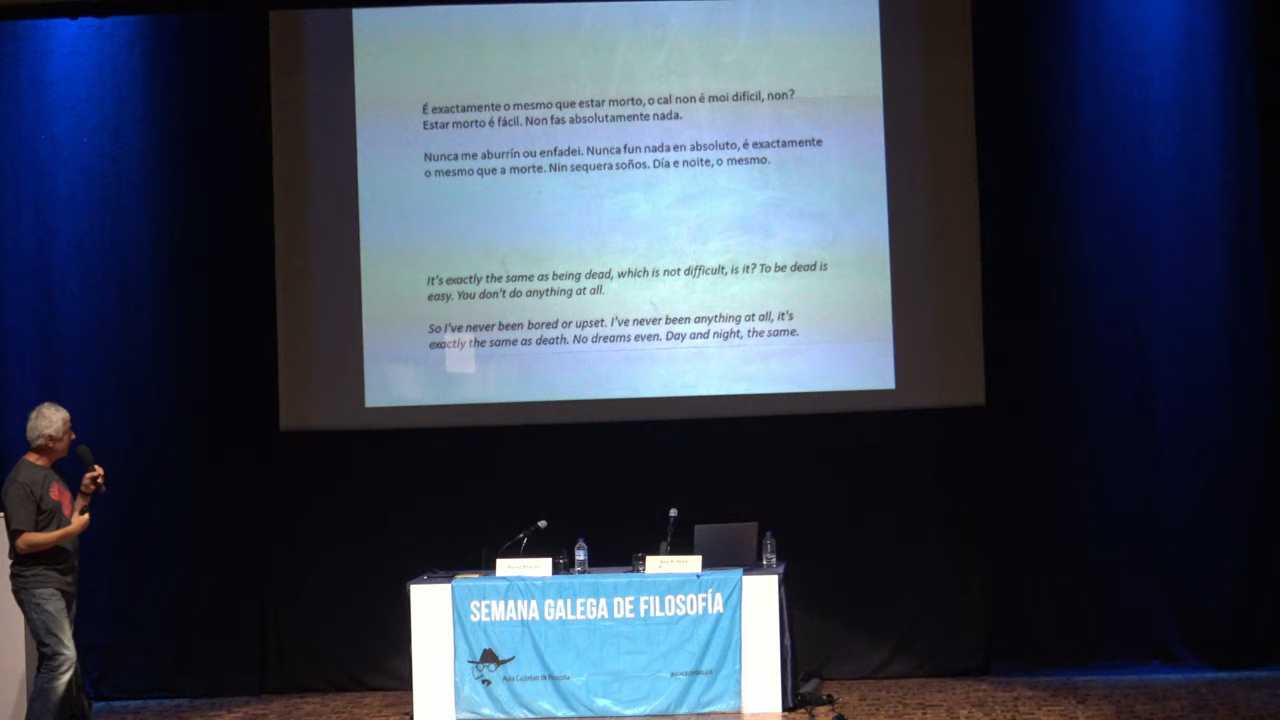 É exactamente o mesmo que estar morto, o cal non é moi difícil, non?
Estar morto é fácil. Non fas absolutamente nada.
Nunca me aburrín ou enfadei. Nunca fun nada en absoluto, é exactamente
o mesmo que a morte. Nin sequera soños. Día e noite, o mesmo.
It's exactly the same as being dead, which is not difficult, is it? To be dead is
easy. You don't do anything at all.
So I've never been bored or upset. I've never been anything at all, it's
exactly the same as death. No dreams even. Day and night, the same.
SEMANA GALEGA DE FILOSOFÍA
Aula Castelao de Filosofía